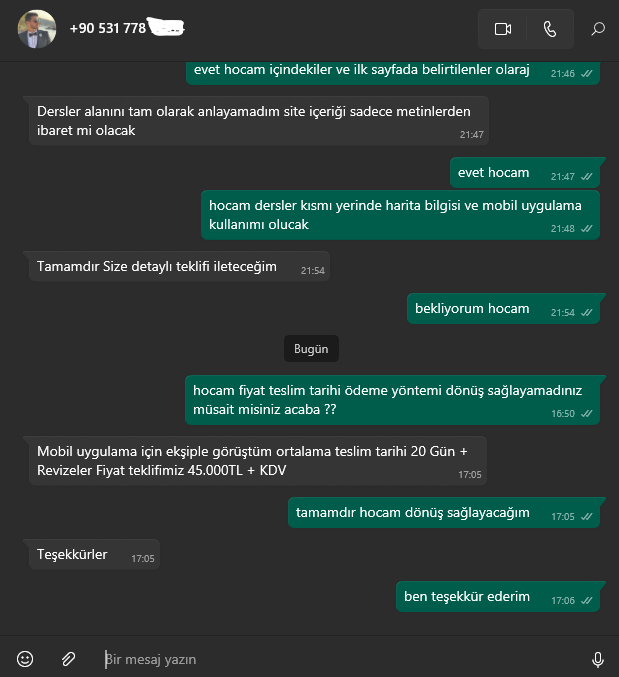 +90 531 778
evet hocam içindekiler ve ilk sayfada belirtilenler olaraj
21:46
Dersler alanını tam olarak anlayamadım site içeriği sadece metinlerden
ibaret mi olacak
21:47
evet hocam
21:47
hocam dersler kısmı yerinde harita bilgisi ve mobil uygulama
kullanımı olucak
21:48
Tamamdır Size detaylı teklifi ileteceğim
21:54
bekliyorum hocam
21:54
Bugün
hocam fiyat teslim tarihi ödeme yöntemi dönüş sağlayamadınız
müsait misiniz acaba ??
16:50
Mobil uygulama için ekşiple görüştüm ortalama teslim tarihi 20 Gün +
Revizeler Fiyat teklifimiz 45.000TL + KDV
17:05
tamamdır hocam dönüş sağlayacağım
17:05
Teşekkürler
17:05
ben teşekkür ederim
17:06
Bir mesaj yazın